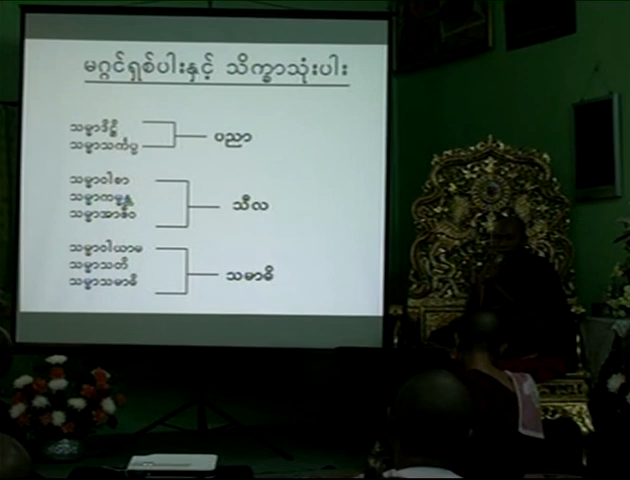 မဂ္ဂင်ရှစ်ပါးနှင့် သိက္ခာသုံးပါး
သမ္မာဒိဋ္ဌိ
သမ္မာသင်္ကပ္ပ
ပညာ
သမ္မာဝါစာ
သမ္မာကမ္မန္တ
သမ္မာအာဇီဝ
သီလ
သမ္မာဝါယာမ
သမ္မာသတိ
သမ္မာသမာဓိ
သမာဓိ